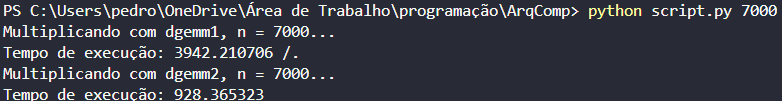 PS C:\Users\pedro\OneDrive\Área de Trabalho\programação\ArqComp> python script.py 7000
Multiplicando com dgemm1, n = 7000...
Tempo de execução: 3942.210706 /.
Multiplicando com dgemm2, n = 7000...
Tempo de execução: 928.365323